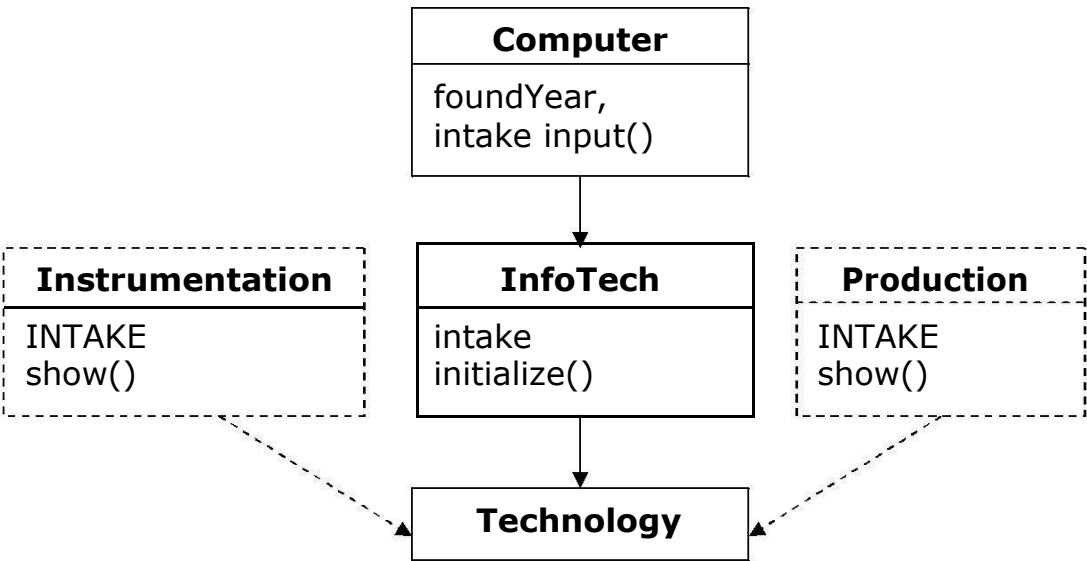 Computer
foundYear,
intake input()
Instrumentation
INTAKE
show()
InfoTech
intake
initialize()
Production
INTAKE
show()
Technology